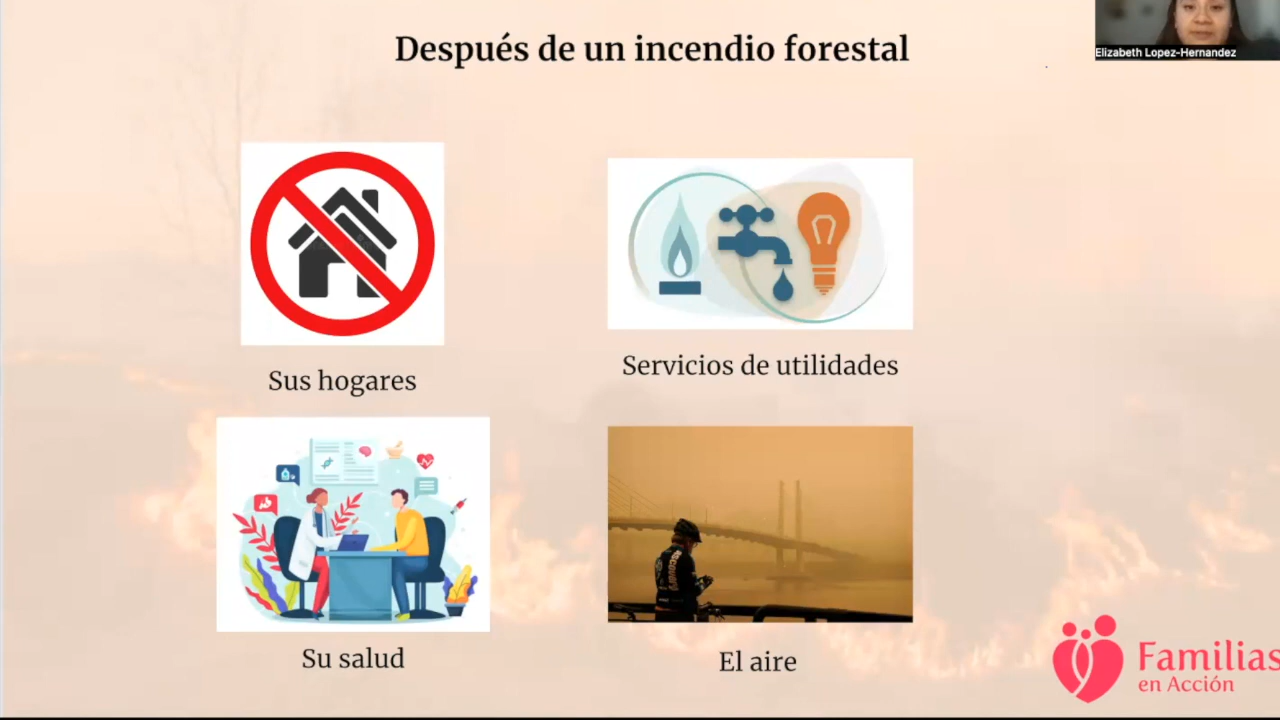 Después de un incendio forestal
Elizabeth Lopez-Hernandez
Sus hogares
Servicios de utilidades
Su salud
El aire
Familias
en Acción